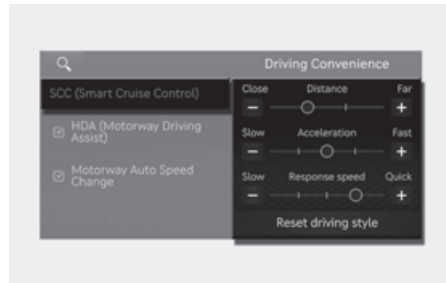 Driving Convenience
SCC (Smart Cruise Control)
HDA (Motorway Driving
Assist)
Motorway Auto Speed
Change
Close Distance Far
Slow Acceleration Fast
Slow Response speed Quick
Reset driving style